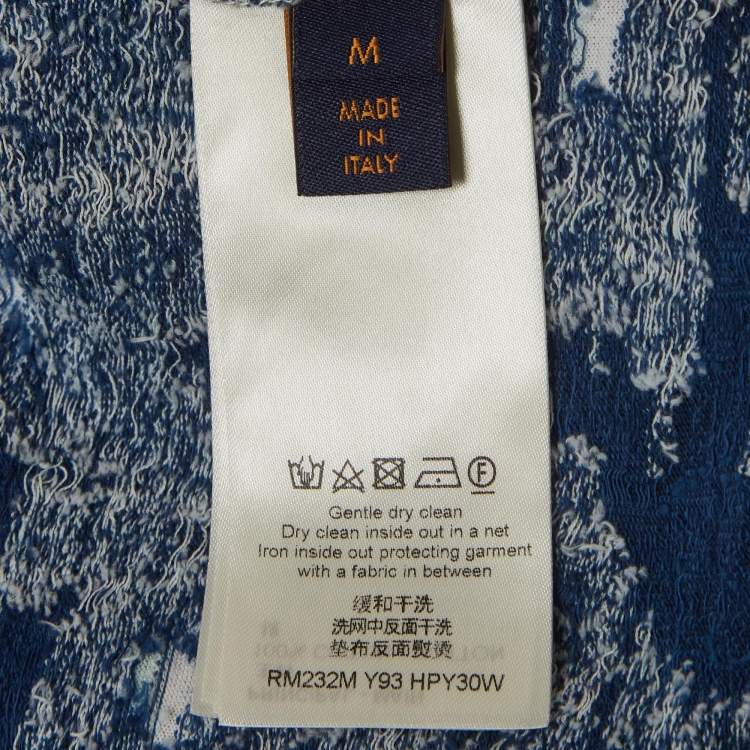 M
MADE
IN
ITALY
F
Gentle dry clean
Dry clean inside out in a net
Iron inside out protecting garment
with a fabric in between
缓和干洗
洗网中反面干洗
垫布反面熨烫
RM232M Y93 HPY30W